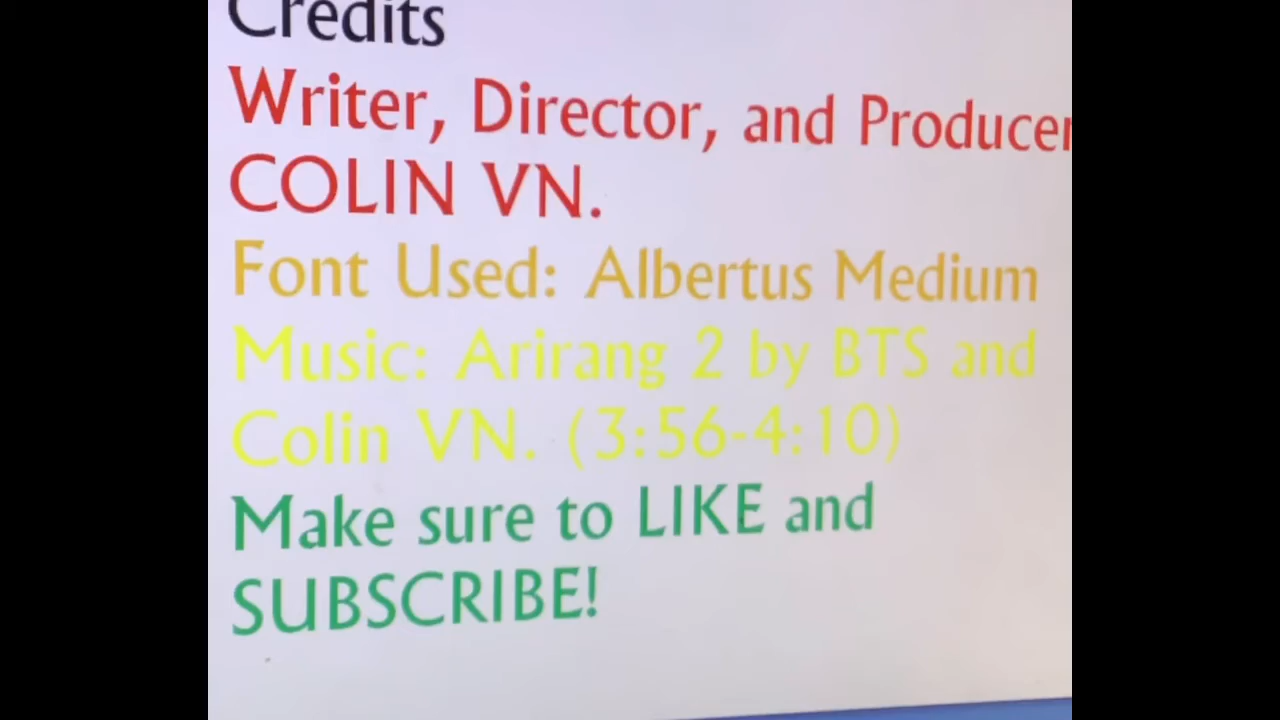 Credits
Writer, Director, and Producer
COLIN VN.
Font Used: Albertus Medium
Music: Arirang 2 by BTS and
Colin VN. (3:56-4:10)
Make sure to LIKE and
SUBSCRIBE!